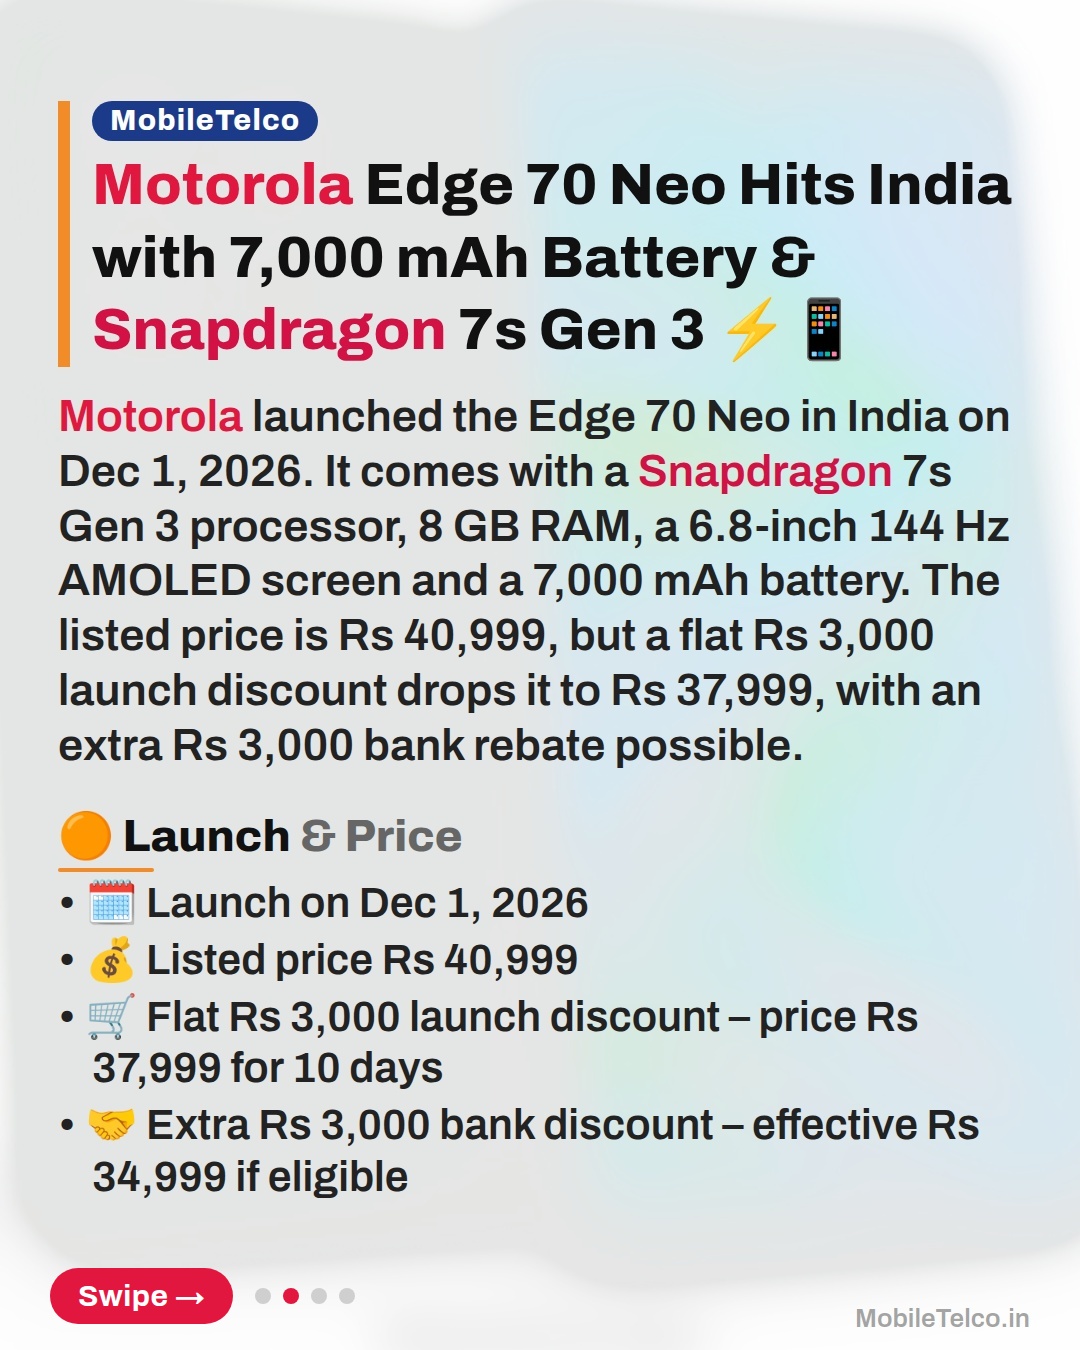 MobileTelco
Motorola Edge 70 Neo Hits India
with 7,000 mAh Battery &
Snapdragon 7s Gen 3 ⚡📱
Motorola launched the Edge 70 Neo in India on
Dec 1, 2026. It comes with a Snapdragon 7s
Gen 3 processor, 8 GB RAM, a 6.8-inch 144 Hz
AMOLED screen and a 7,000 mAh battery. The
listed price is Rs 40,999, but a flat Rs 3,000
launch discount drops it to Rs 37,999, with an
extra Rs 3,000 bank rebate possible.
🟠 Launch & Price
• 🗓️ Launch on Dec 1, 2026
• 💰 Listed price Rs 40,999
• 🛒 Flat Rs 3,000 launch discount – price Rs
37,999 for 10 days
• 🤝 Extra Rs 3,000 bank discount – effective Rs
34,999 if eligible
Swipe →
MobileTelco.in